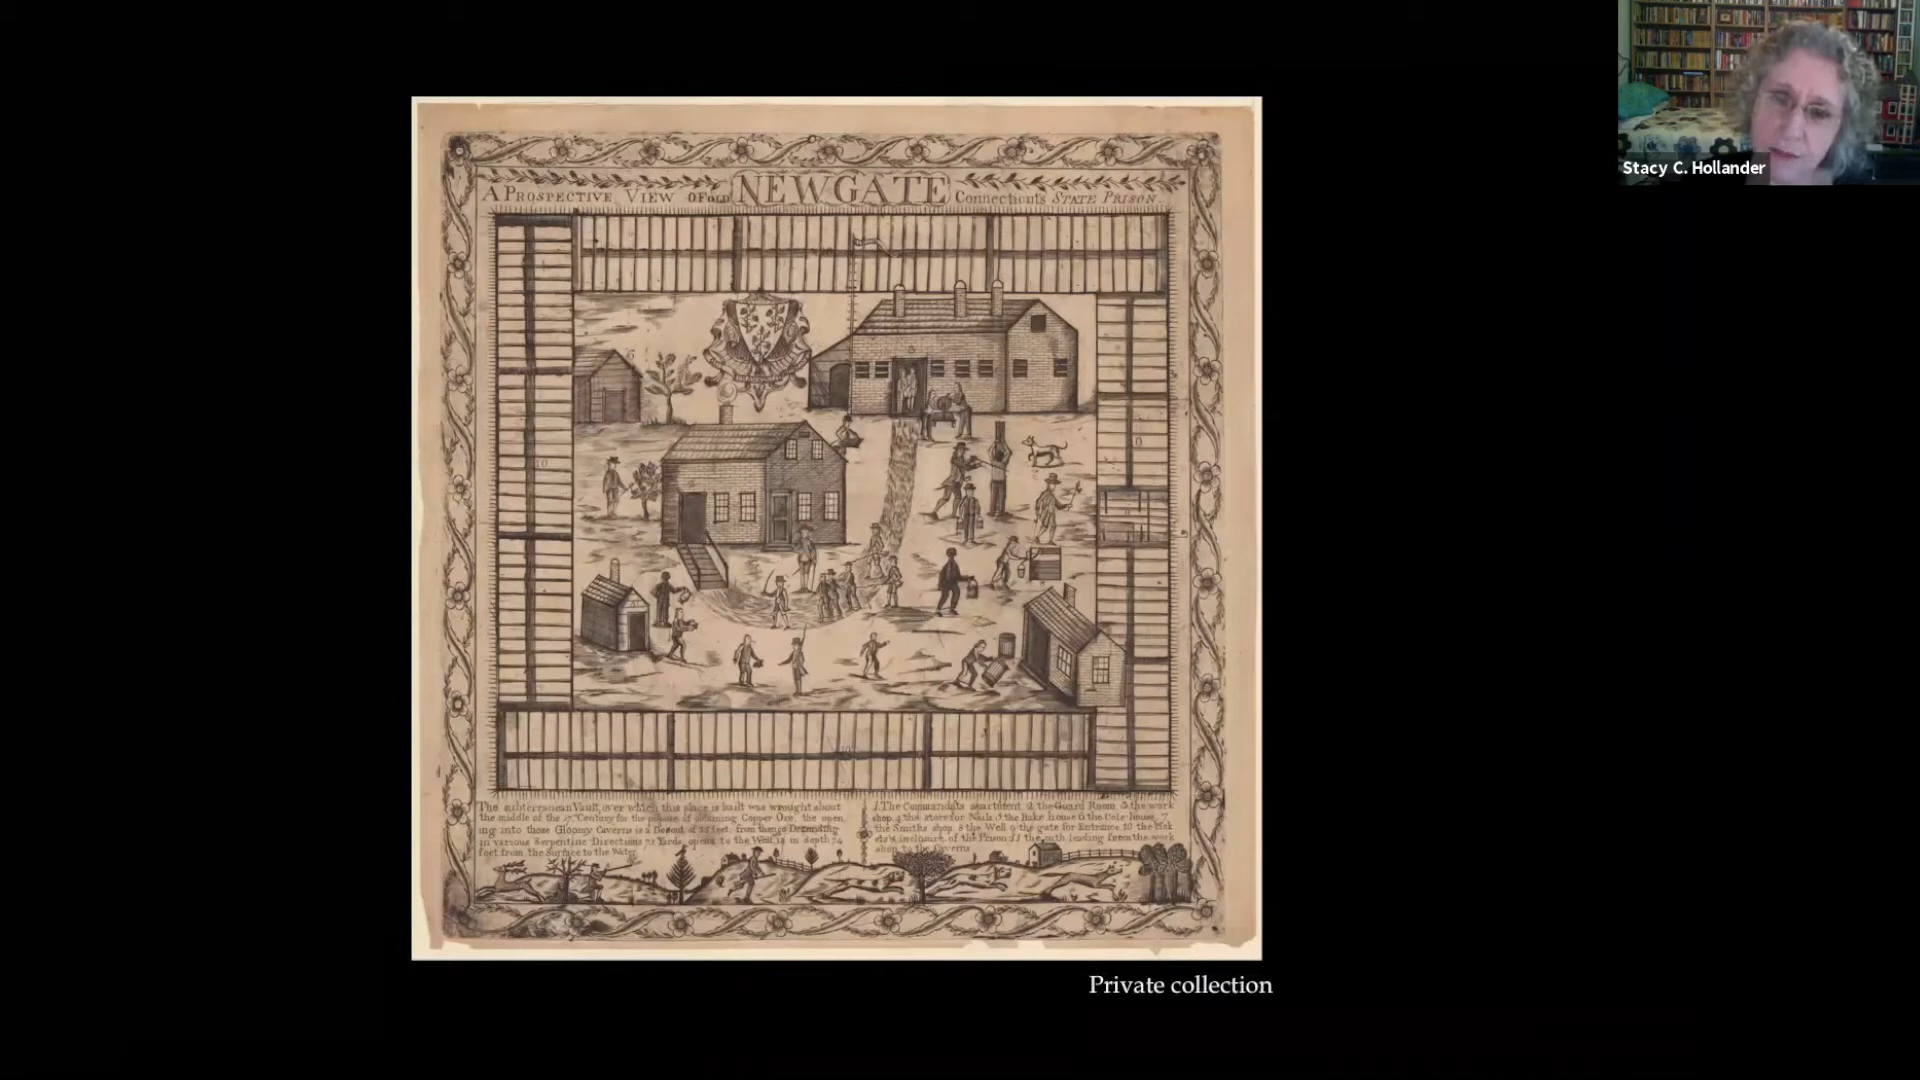 Stacy C. Hollander
A PROSPECTIVE VIEW OF OLD NEWGATE Connecticut's STATE PRISON
The subterranean Vault, over which this place is built was wrought about
the middle of the 17 Century for the purpose of obtaining Copper Ore, the open
ing into those Gloomy Caverns is a Descent of 25 feet, from thence Decending
in various Serpentine Directions 72 Yards, opens to the Well, in depth 74
feet from the Surface to the Water
1 The Commandats apartment 2 the Guard Room 3 the work
shop 4 the store for Nails 5 the Bake house 6 the Cole house 7
the Smiths shop 8 the Well 9 the gate for Entrance 10 the Pick
inclosure of the Prison 11 the path leading from the work
shop to the Caverns
Private collection